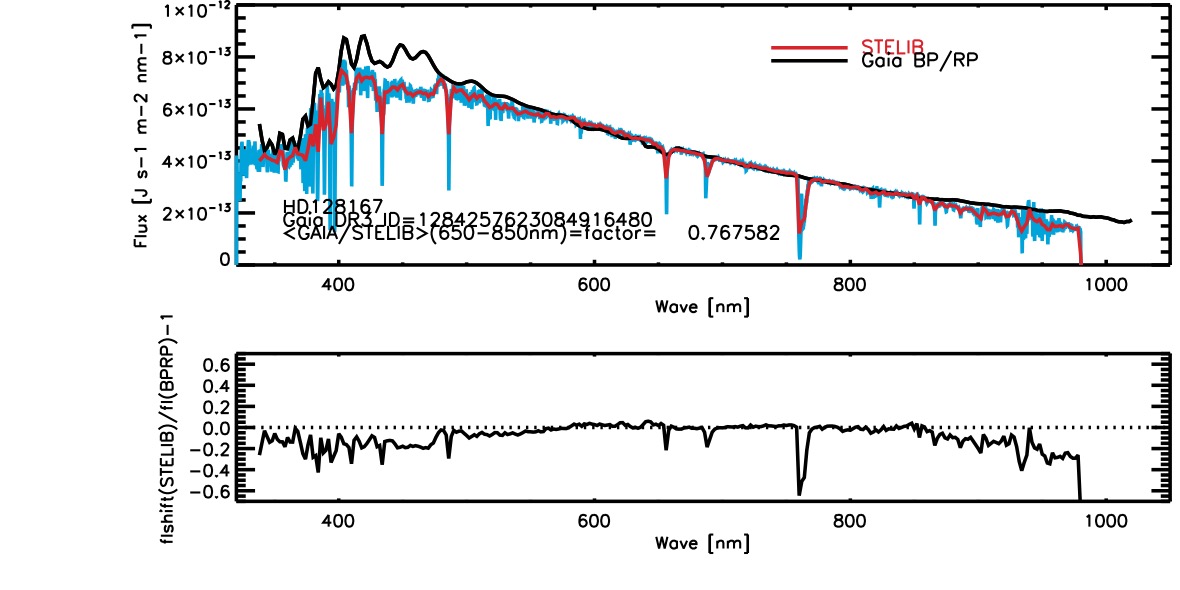 1×10−12
8×10−13
6×10−13
4×10−13
2×10−13
0
Flux [J s−1 m−2 nm−1]
STELIB
Gaia BP/RP
HD128167
Gaia DR3 ID=1284257623084916480
<GAIA/STELIB>(650−850nm)=factor= 0.767582
400 600 800 1000
Wave [nm]
flshift(STELIB)/fl(BPRP)−1
0.6
0.4
0.2
0.0
−0.2
−0.4
−0.6
400 600 800 1000
Wave [nm]